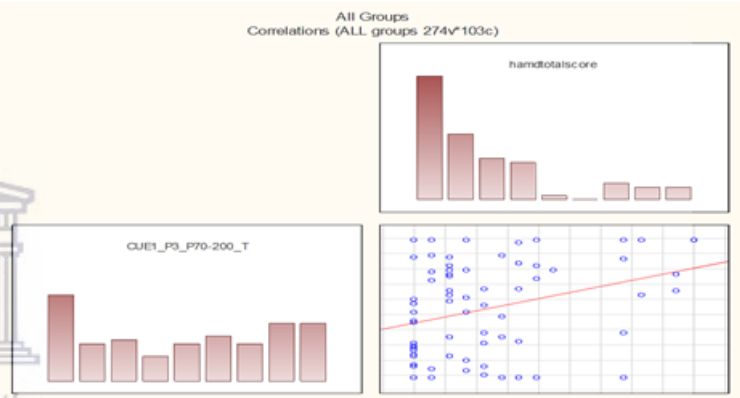 All Groups
Correlations (ALL groups 274v*103c)
hamdtotalscore
CUE1_P3_P70-200_T